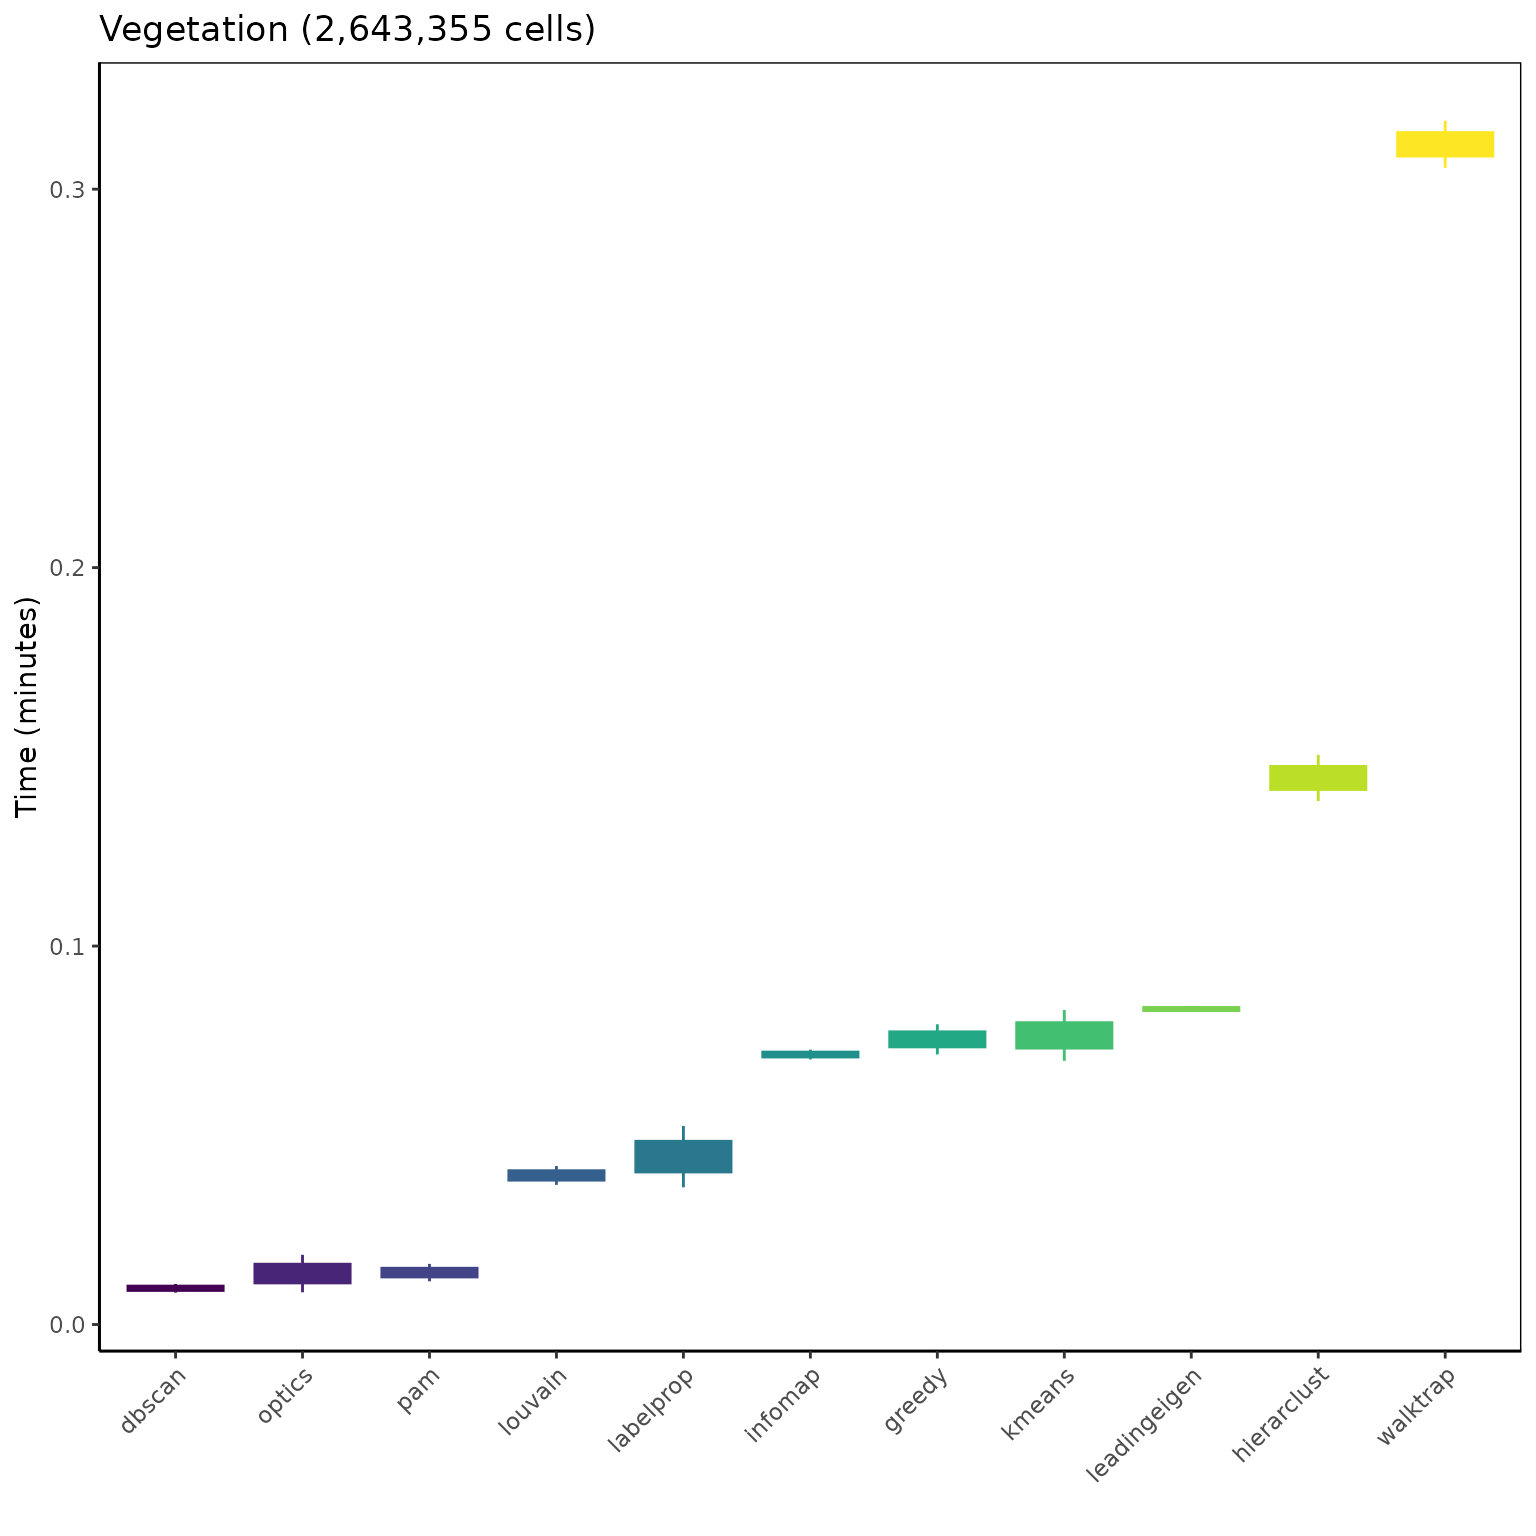 Vegetation (2,643,355 cells)
Time (minutes)
0.3
0.2
0.1
0.0
dbscan
optics
pam
louvain
labelprop
infomap
greedy
kmeans
leadingeigen
hierarclust
walktrap